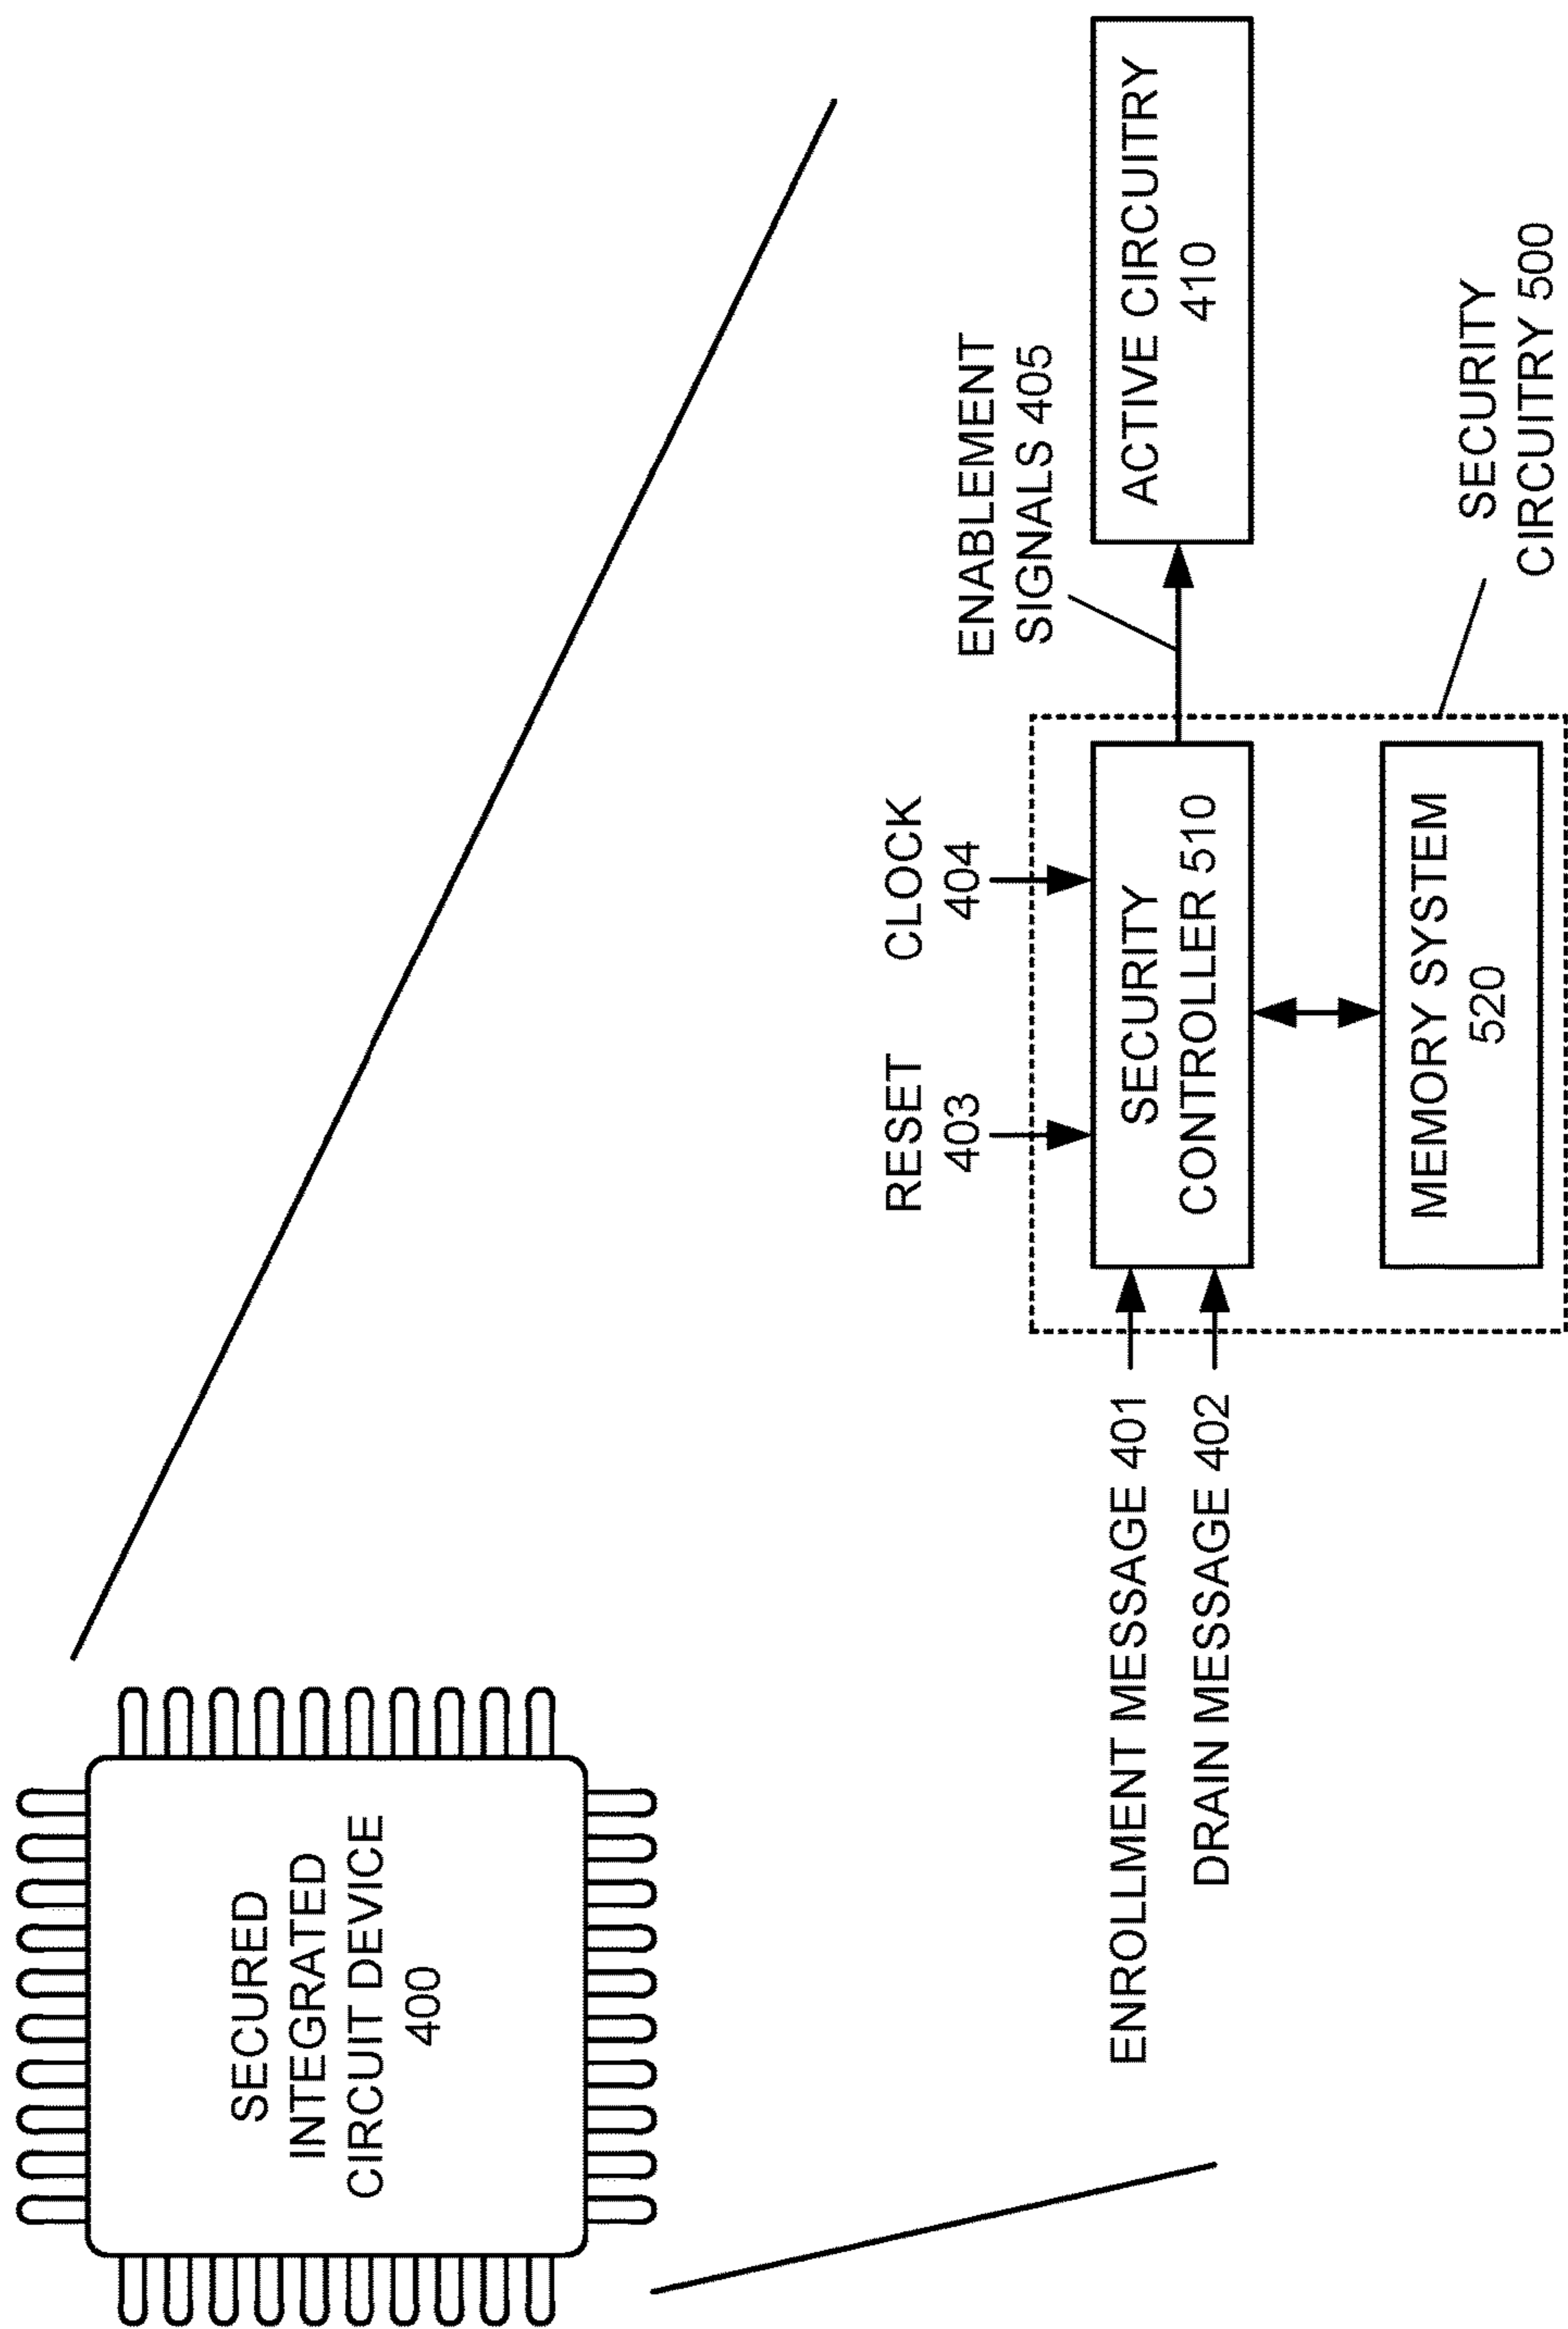 SECURED
INTEGRATED
CIRCUIT DEVICE
400
RESET
403
CLOCK
404
ENABLEMENT
SIGNALS 405
ENROLLMENT MESSAGE 401
DRAIN MESSAGE 402
SECURITY
CONTROLLER 510
ACTIVE CIRCUITRY
410
MEMORY SYSTEM
520
SECURITY
CIRCUITRY 500